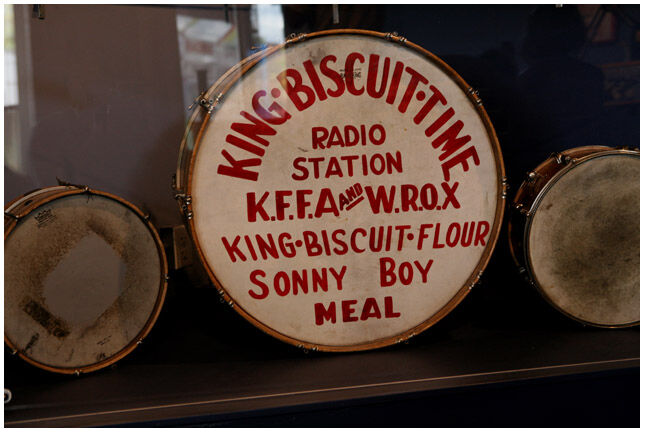 KING·BISCUIT·TIME
RADIO
STATION
K.F.F.A AND W.R.O.X
KING·BISCUIT·FLOUR
SONNY BOY
MEAL